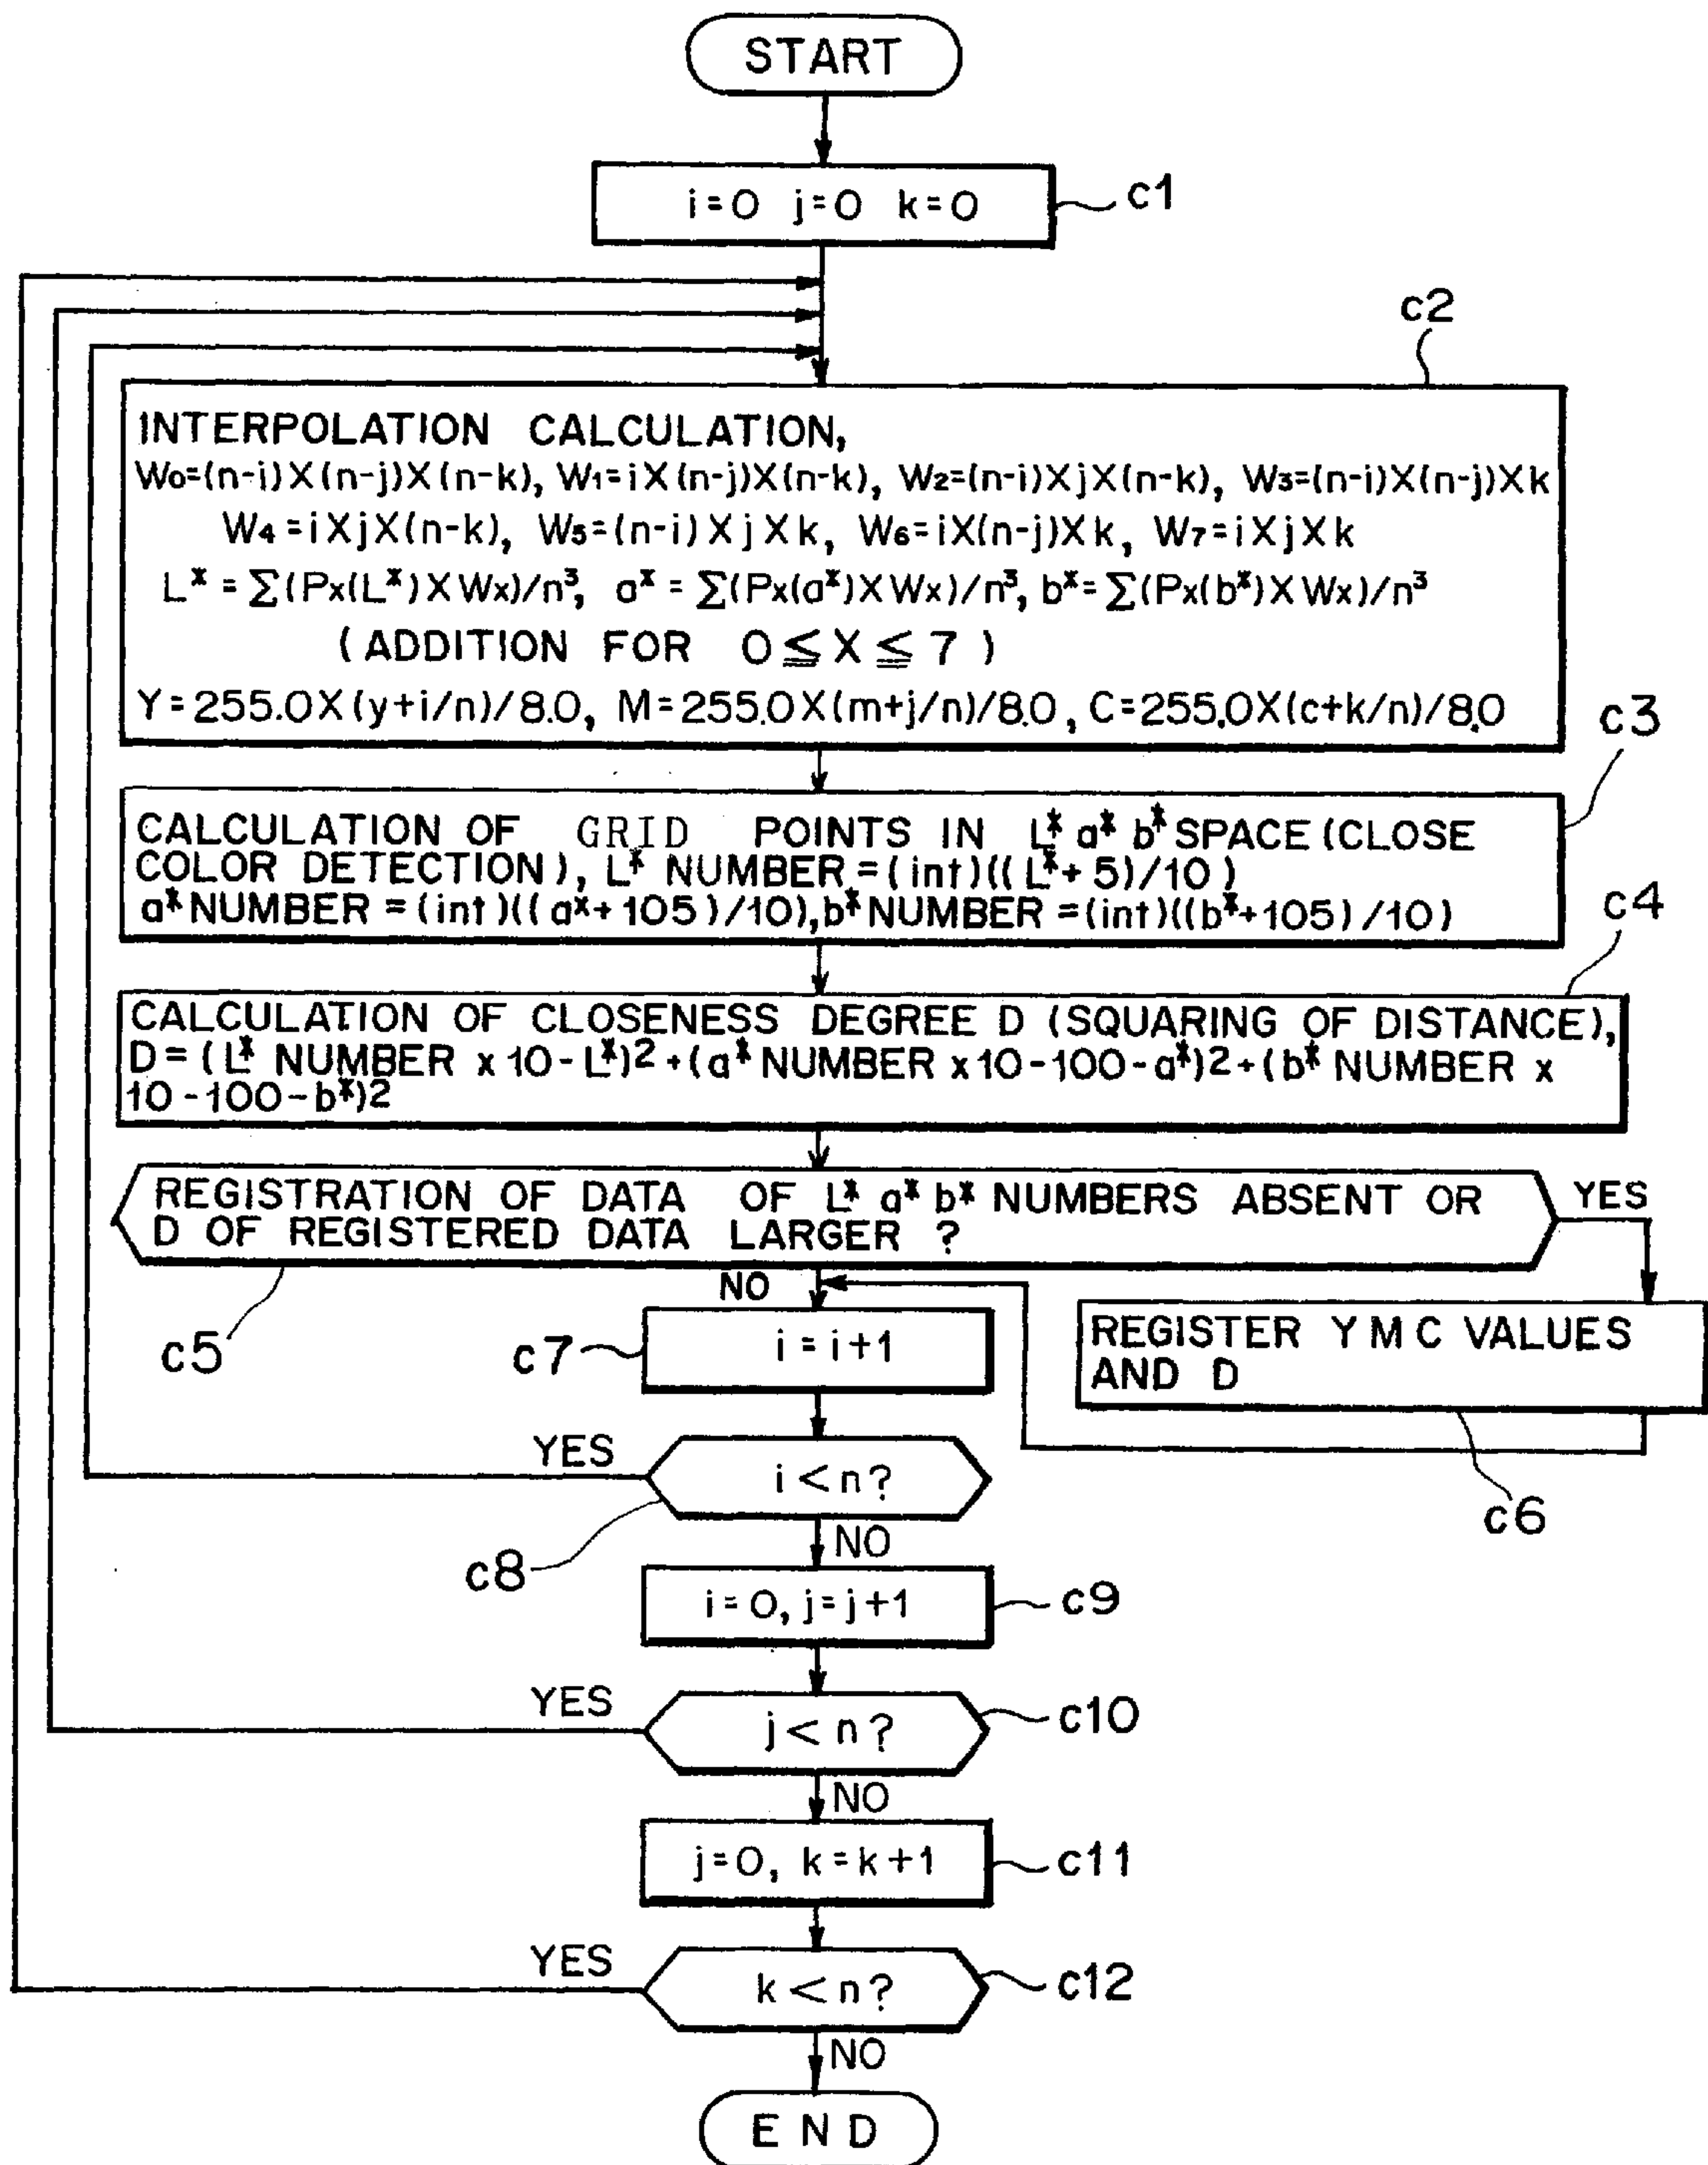 START
i=0 j=0 k=0
c1
c2
INTERPOLATION CALCULATION,
W0=(n-i)X(n-j)X(n-k), W1=iX(n-j)X(n-k), W2=(n-i)XjX(n-k), W3=(n-i)X(n-j)Xk
W4=iXjX(n-k), W5=(n-i)XjXk, W6=iX(n-j)Xk, W7=iXjXk
L* = Σ(Px(L*)XWx)/n³, a* = Σ(Px(a*)XWx)/n³, b*=Σ(Px(b*)XWx)/n³
(ADDITION FOR 0≦X≦7)
Y=255.0X(y+i/n)/8.0, M=255.0X(m+j/n)/8.0, C=255.0X(c+k/n)/8.0
c3
CALCULATION OF GRID POINTS IN L* a* b* SPACE (CLOSE
COLOR DETECTION), L* NUMBER=(int)((L*+5)/10)
a* NUMBER=(int)((a*+105)/10), b* NUMBER=(int)((b*+105)/10)
c4
CALCULATION OF CLOSENESS DEGREE D (SQUARING OF DISTANCE),
D=(L* NUMBER x 10-L*)2+(a* NUMBER x10-100-a*)2+(b* NUMBER x
10-100-b*)2
REGISTRATION OF DATA OF L* a* b* NUMBERS ABSENT OR
D OF REGISTERED DATA LARGER ?
YES
NO
c5
REGISTER Y M C VALUES
AND D
c6
c7
i=i+1
YES
i<n?
c8
NO
i=0, j=j+1
c9
YES
j<n?
c10
NO
j=0, k=k+1
c11
YES
k<n?
c12
NO
END